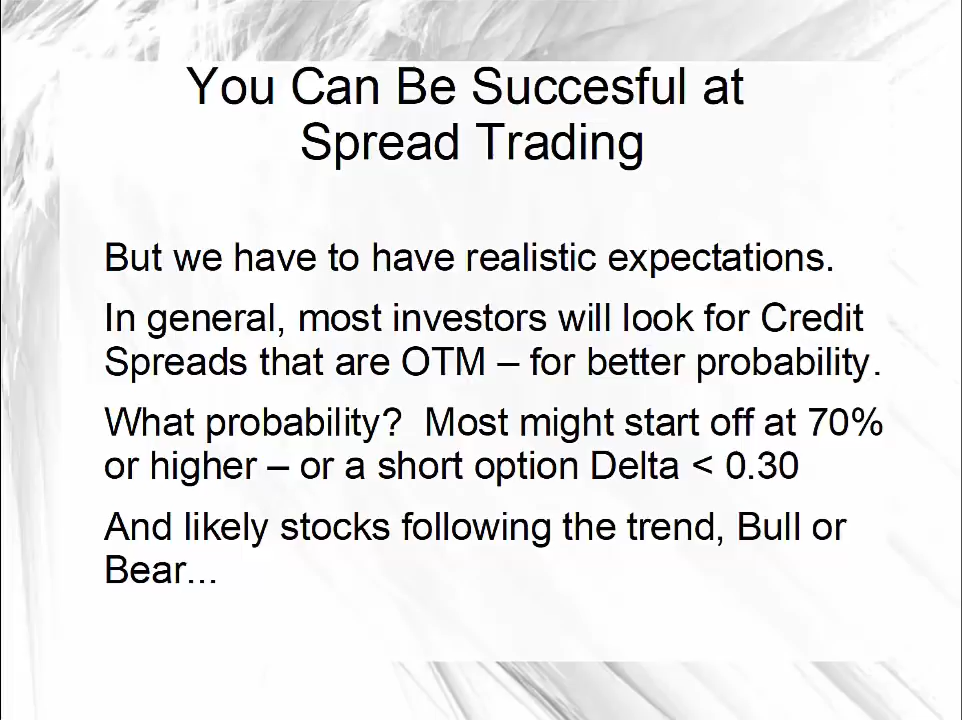 You Can Be Succesful at
Spread Trading
But we have to have realistic expectations.
In general, most investors will look for Credit
Spreads that are OTM – for better probability.
What probability?  Most might start off at 70%
or higher – or a short option Delta < 0.30
And likely stocks following the trend, Bull or
Bear...